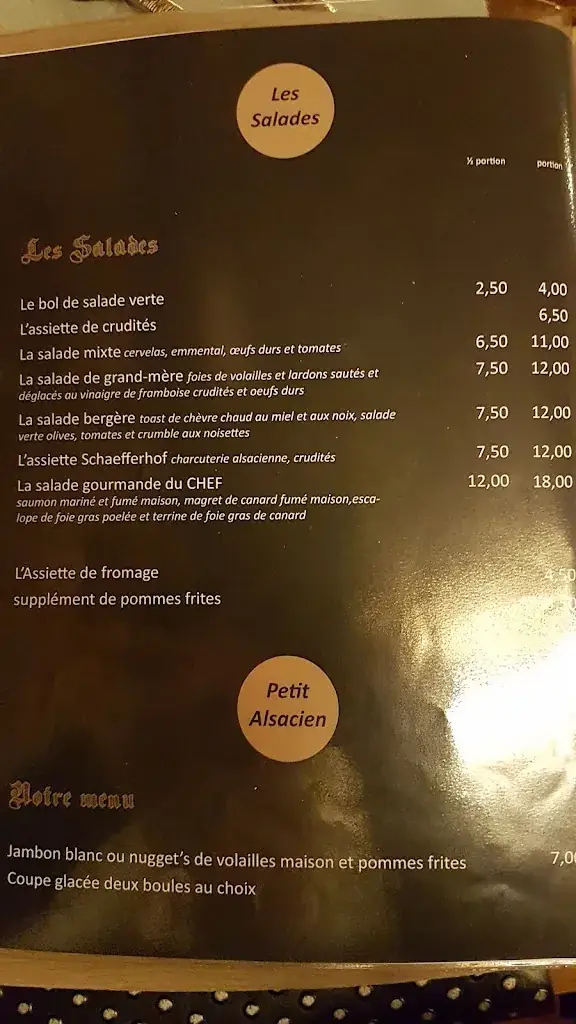 Les
Salades
½ portion portion
Les Salades
Le bol de salade verte 2,50 4,00
L'assiette de crudités 6,50
La salade mixte cervelas, emmental, œufs durs et tomates 6,50 11,00
La salade de grand-mère foies de volailles et lardons sautés et 7,50 12,00
déglacés au vinaigre de framboise crudités et oeufs durs
La salade bergère toast de chèvre chaud au miel et aux noix, salade 7,50 12,00
verte olives, tomates et crumble aux noisettes
L'assiette Schaefferhof charcuterie alsacienne, crudités 7,50 12,00
La salade gourmande du CHEF 12,00 18,00
saumon mariné et fumé maison, magret de canard fumé maison,esca-
lope de foie gras poelée et terrine de foie gras de canard
L'Assiette de fromage 4,50
supplément de pommes frites
Petit
Alsacien
Notre menu
Jambon blanc ou nugget's de volailles maison et pommes frites 7,00
Coupe glacée deux boules au choix